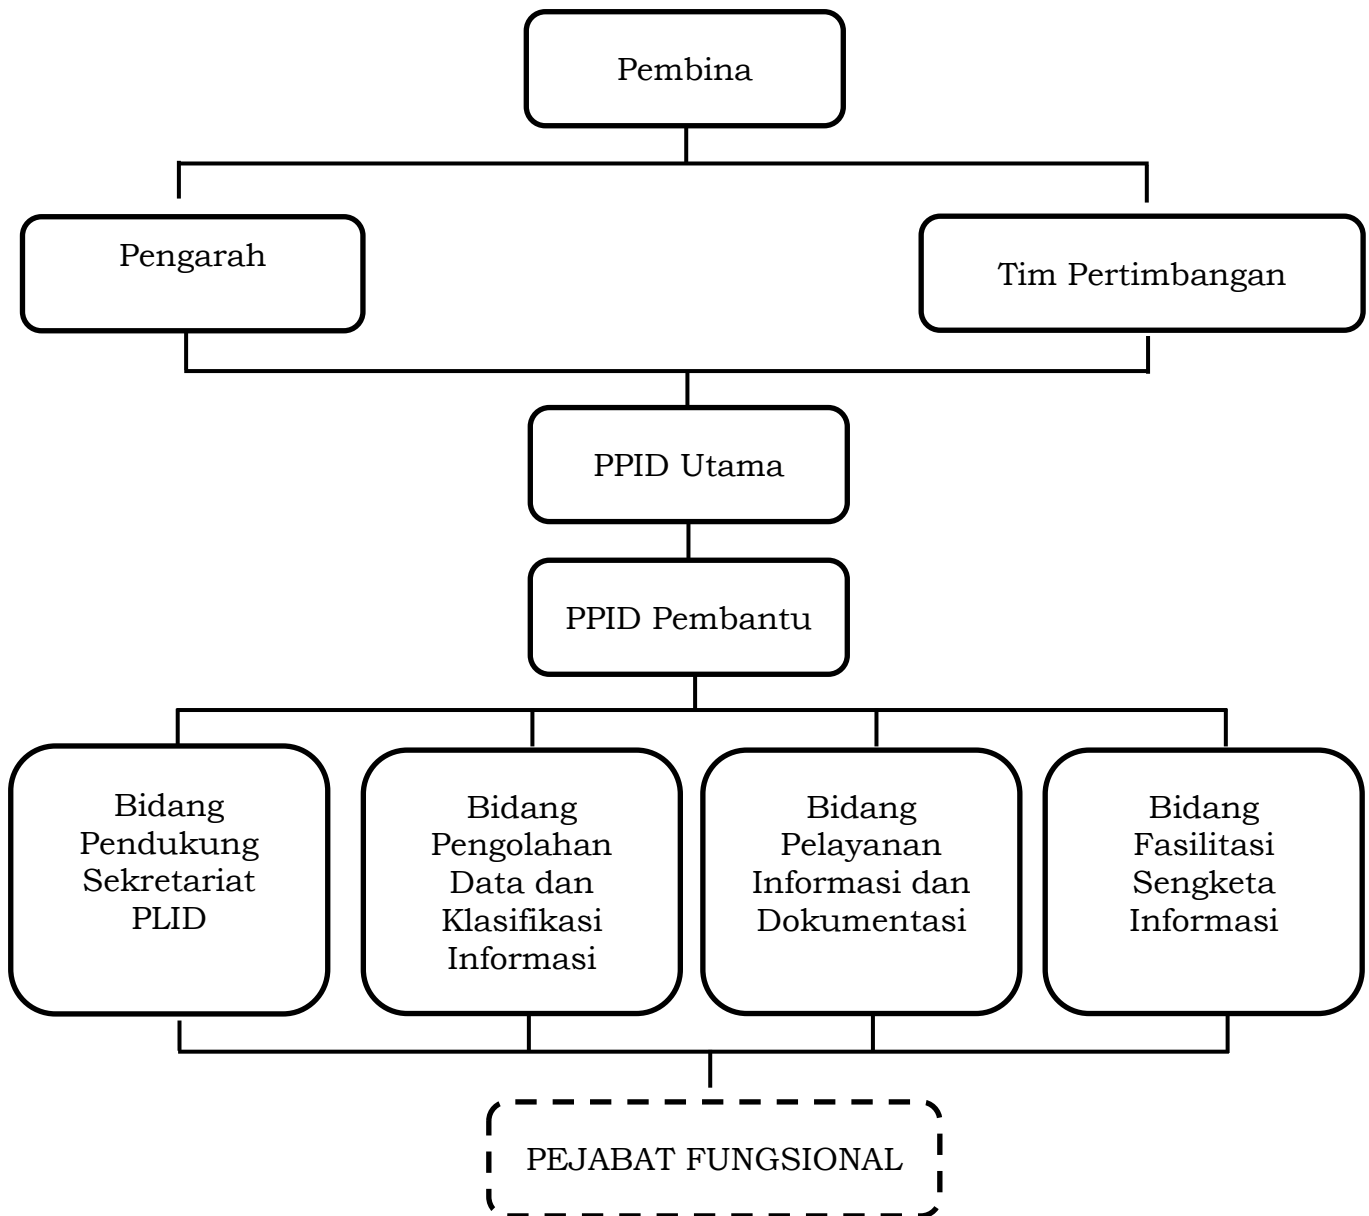 Pembina
Pengarah
Tim Pertimbangan
PPID Utama
PPID Pembantu
Bidang
Pendukung
Sekretariat
PLID
Bidang
Pengolahan
Data dan
Klasifikasi
Informasi
Bidang
Pelayanan
Informasi dan
Dokumentasi
Bidang
Fasilitasi
Sengketa
Informasi
PEJABAT FUNGSIONAL